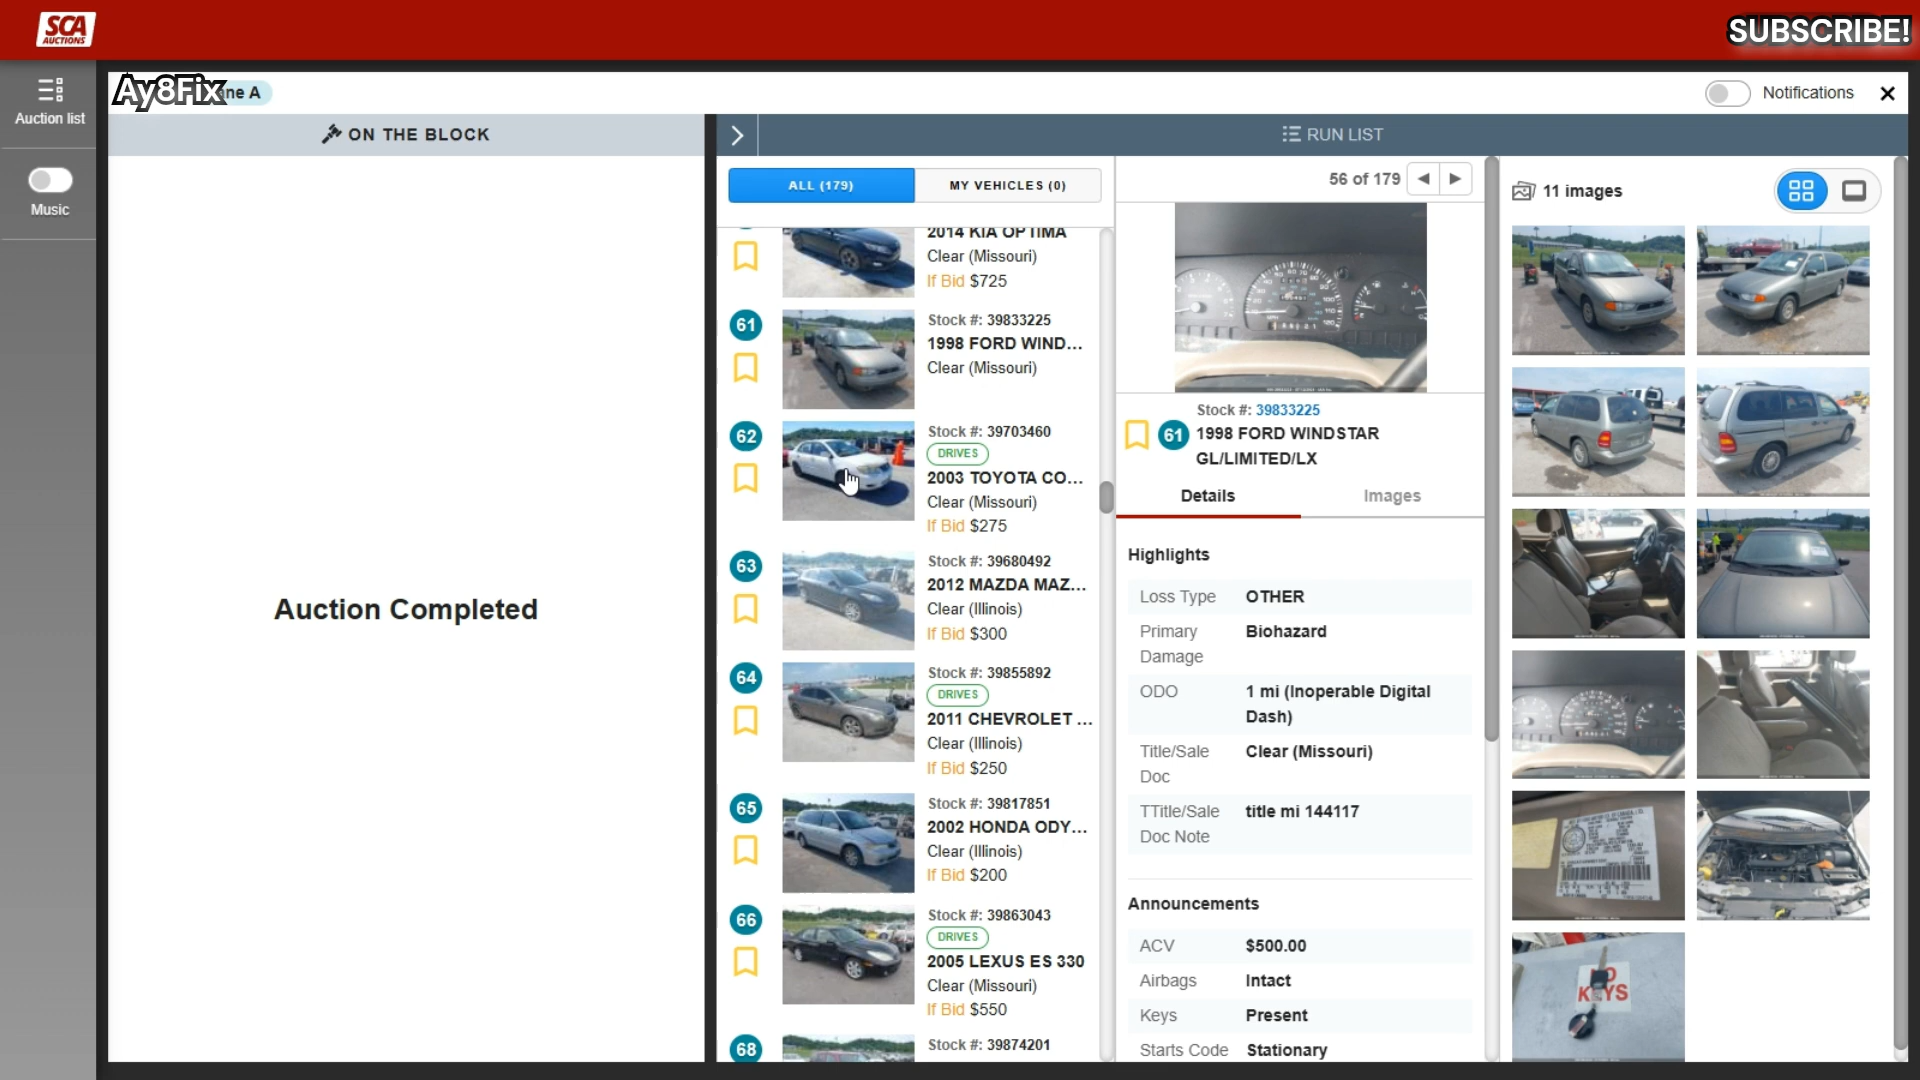 SCA
AUCTIONS
SUBSCRIBE!
Auction list
Music
Ay8Fix
ne A
Notifications
ON THE BLOCK
RUN LIST
Auction Completed
ALL (179)
MY VEHICLES (0)
2014 KIA OPTIMA
Clear (Missouri)
If Bid $725
61
Stock #: 39833225
1998 FORD WIND...
Clear (Missouri)
62
Stock #: 39703460
DRIVES
2003 TOYOTA CO...
Clear (Missouri)
If Bid $275
63
Stock #: 39680492
2012 MAZDA MAZ...
Clear (Illinois)
If Bid $300
64
Stock #: 39855892
DRIVES
2011 CHEVROLET ...
Clear (Illinois)
If Bid $250
65
Stock #: 39817851
2002 HONDA ODY...
Clear (Illinois)
If Bid $200
66
Stock #: 39863043
DRIVES
2005 LEXUS ES 330
Clear (Missouri)
If Bid $550
68
Stock #: 39874201
56 of 179
Stock #: 39833225
61
1998 FORD WINDSTAR
GL/LIMITED/LX
Details
Images
Highlights
Loss Type OTHER
Primary Damage Biohazard
ODO 1 mi (Inoperable Digital Dash)
Title/Sale Doc Clear (Missouri)
TTitle/Sale Doc Note title mi 144117
Announcements
ACV $500.00
Airbags Intact
Keys Present
Starts Code Stationary
11 images
KEYS